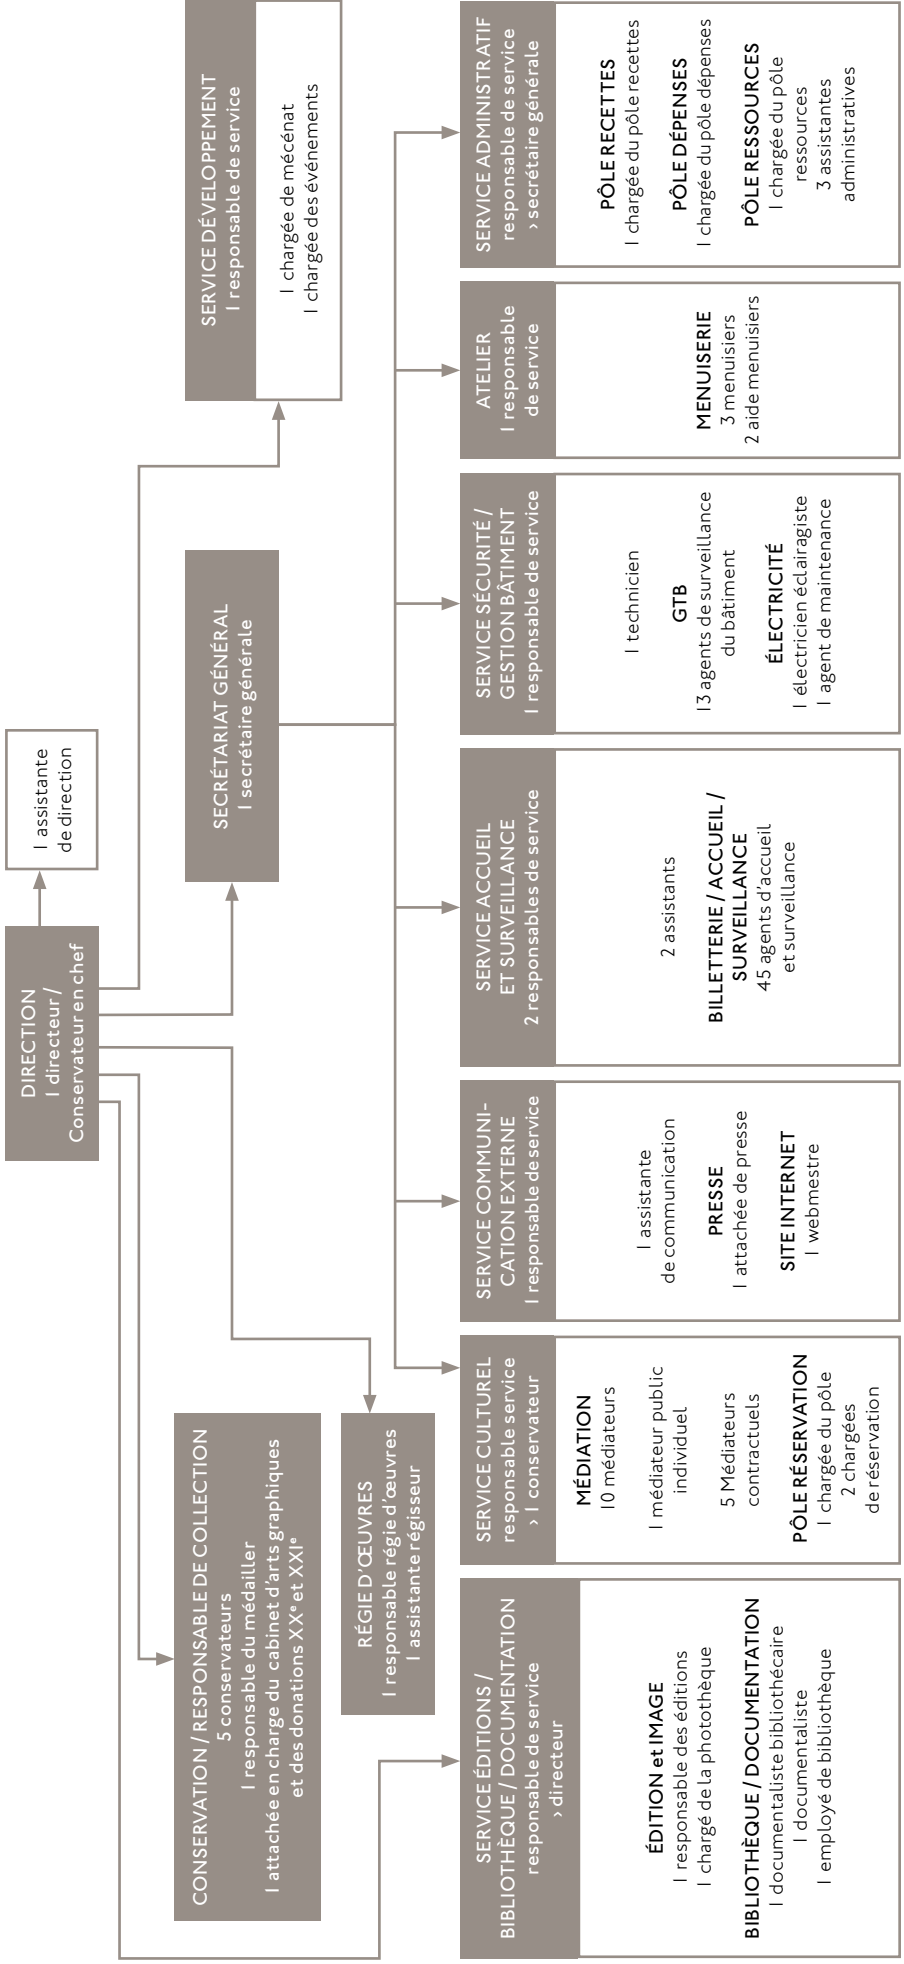 DIRECTION
1 directeur /
Conservateur en chef
1 assistante
de direction
CONSERVATION / RESPONSABLE DE COLLECTION
5 conservateurs
1 responsable du médailler
1 attachée en charge du cabinet d'arts graphiques
et des donations XXᵉ et XXIᵉ
RÉGIE D'ŒUVRES
1 responsable régie d'œuvres
1 assistante régisseur
SECRÉTARIAT GÉNÉRAL
1 secrétaire générale
SERVICE DÉVELOPPEMENT
1 responsable de service
1 chargée de mécénat
1 chargée des événements
SERVICE ÉDITIONS /
BIBLIOTHÈQUE / DOCUMENTATION
responsable de service
› directeur
ÉDITION et IMAGE
1 responsable des éditions
1 chargé de la photothèque
BIBLIOTHÈQUE / DOCUMENTATION
1 documentaliste bibliothécaire
1 documentaliste
1 employé de bibliothèque
SERVICE CULTUREL
responsable service
› 1 conservateur
MÉDIATION
10 médiateurs
1 médiateur public
individuel
5 Médiateurs
contractuels
PÔLE RÉSERVATION
1 chargée du pôle
2 chargées
de réservation
SERVICE COMMUNI-
CATION EXTERNE
1 responsable de service
1 assistante
de communication
PRESSE
1 attachée de presse
SITE INTERNET
1 webmestre
SERVICE ACCUEIL
ET SURVEILLANCE
2 responsables de service
2 assistants
BILLETTERIE / ACCUEIL /
SURVEILLANCE
45 agents d'accueil
et surveillance
SERVICE SÉCURITÉ /
GESTION BÂTIMENT
1 responsable de service
1 technicien
GTB
13 agents de surveillance
du bâtiment
ÉLECTRICITÉ
1 électricien éclairagiste
1 agent de maintenance
ATELIER
1 responsable
de service
MENUISERIE
3 menuisiers
2 aide menuisiers
SERVICE ADMINISTRATIF
responsable de service
› secrétaire générale
PÔLE RECETTES
1 chargée du pôle recettes
PÔLE DÉPENSES
1 chargée du pôle dépenses
PÔLE RESSOURCES
1 chargée du pôle
ressources
3 assistantes
administratives